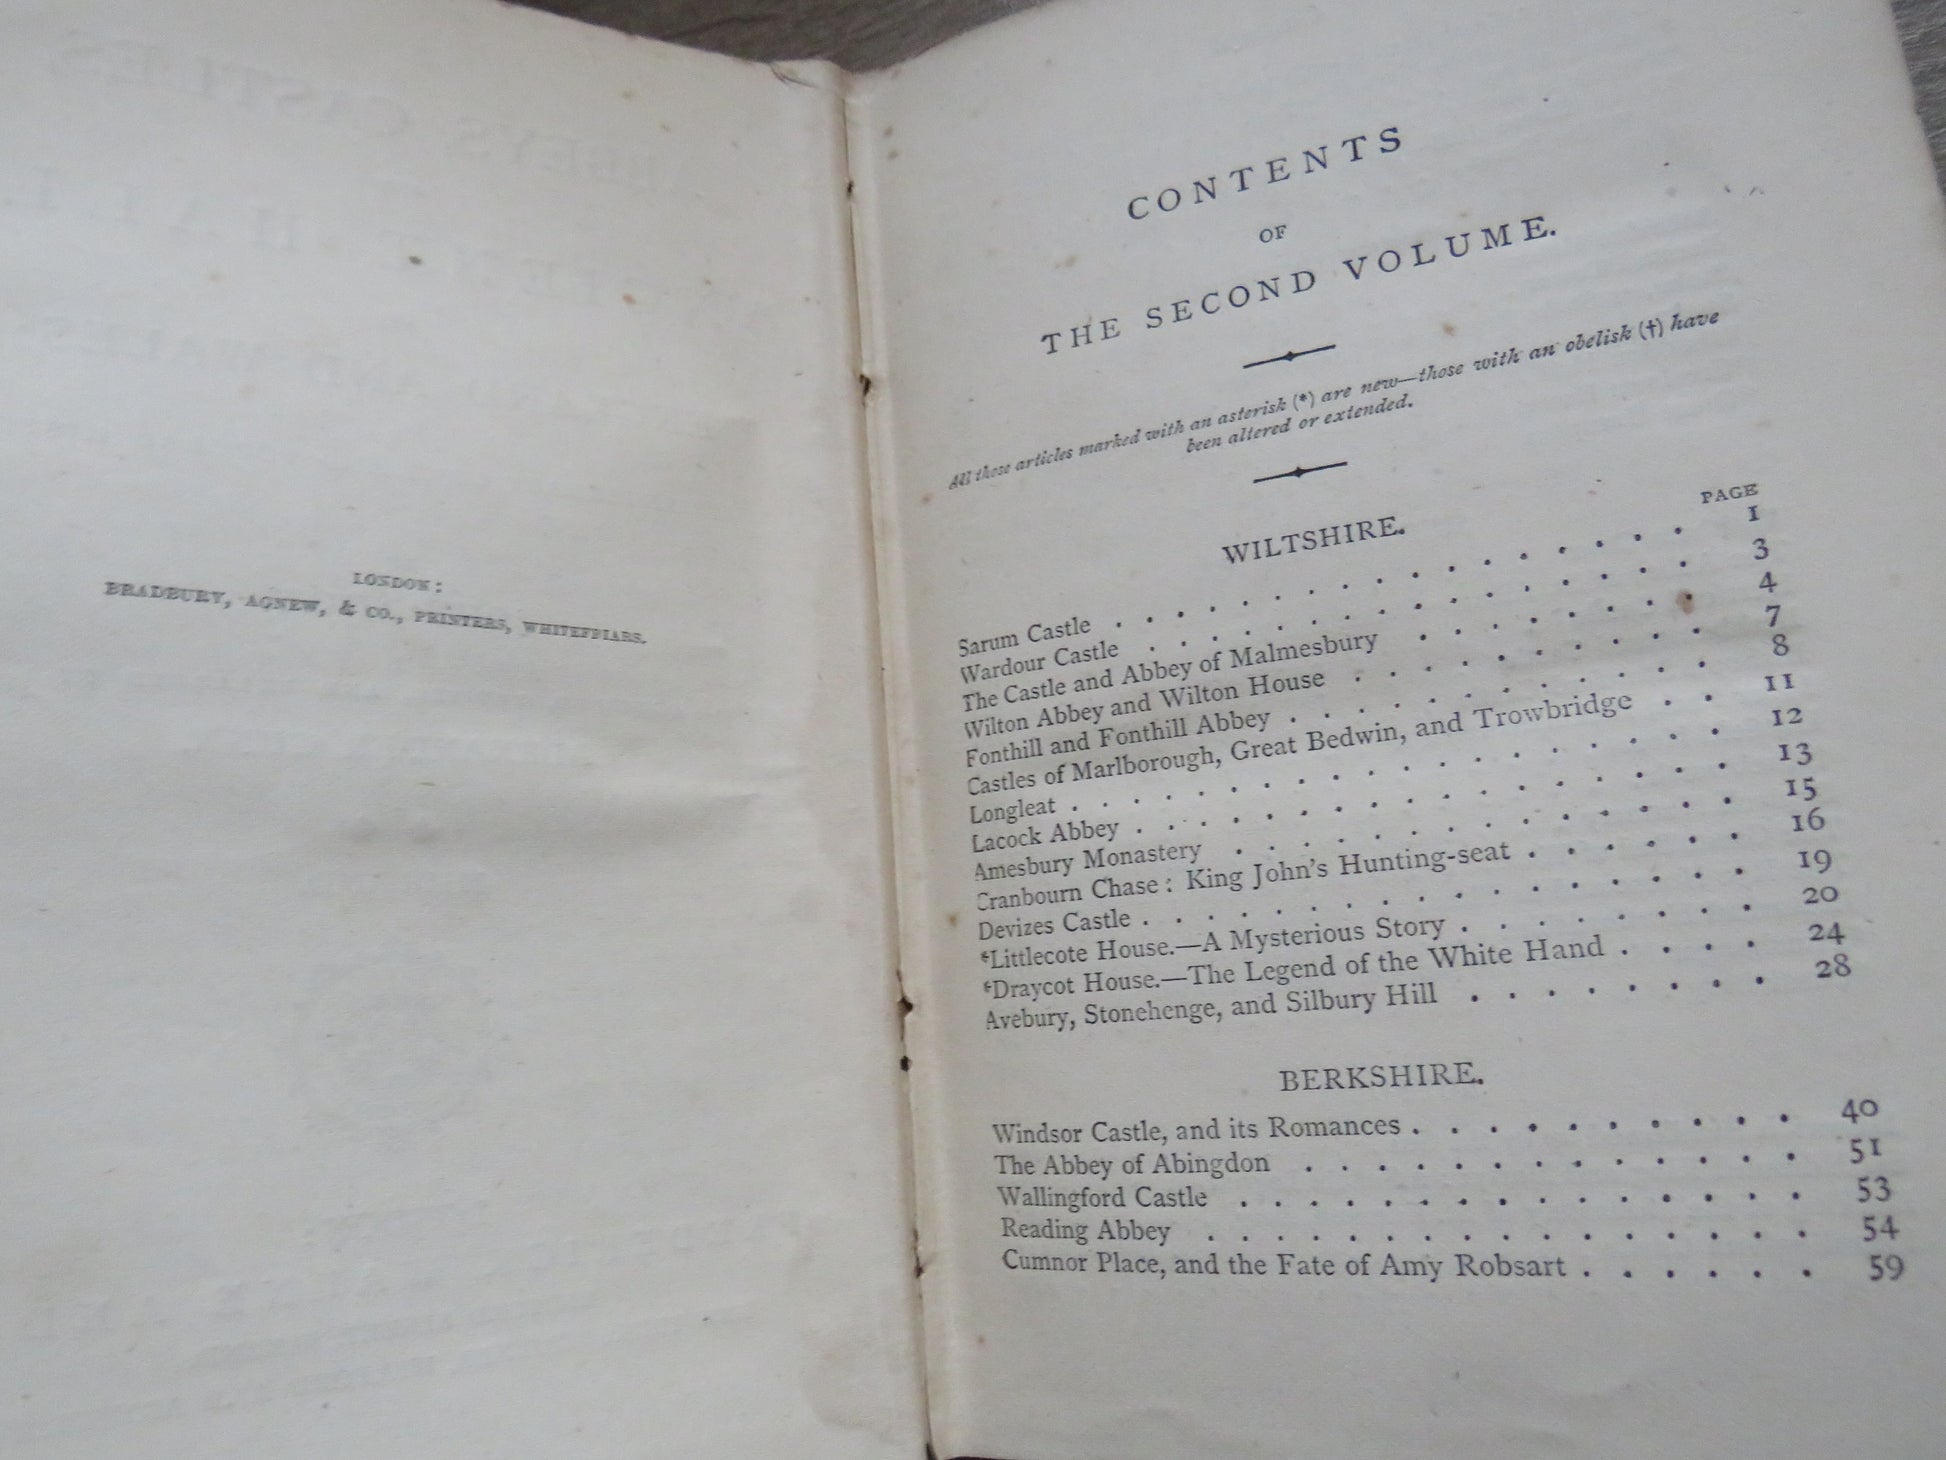 LONDON:
BRADBURY, AGNEW, & CO., PRINTERS, WHITEFRIARS.
CONTENTS
OF
THE SECOND VOLUME.
All those articles marked with an asterisk (*) are new—those with an obelisk (†) have
been altered or extended.
PAGE
WILTSHIRE.
Sarum Castle . . . . . . . . . . . . . . . . . . 1
Wardour Castle . . . . . . . . . . . . . . . . . 3
The Castle and Abbey of Malmesbury . . . . . . . . . 4
Wilton Abbey and Wilton House . . . . . . . . . . 7
Fonthill and Fonthill Abbey . . . . . . . . . . . . 8
Castles of Marlborough, Great Bedwin, and Trowbridge . . 11
Longleat . . . . . . . . . . . . . . . . . . . 12
Lacock Abbey . . . . . . . . . . . . . . . . . 13
Amesbury Monastery . . . . . . . . . . . . . . 15
Cranbourn Chase: King John's Hunting-seat . . . . . . 16
Devizes Castle . . . . . . . . . . . . . . . . . 19
*Littlecote House.—A Mysterious Story . . . . . . . . 20
*Draycot House.—The Legend of the White Hand . . . . 24
Avebury, Stonehenge, and Silbury Hill . . . . . . . . 28
BERKSHIRE.
Windsor Castle, and its Romances . . . . . . . . . . 40
The Abbey of Abingdon . . . . . . . . . . . . . 51
Wallingford Castle . . . . . . . . . . . . . . . 53
Reading Abbey . . . . . . . . . . . . . . . . 54
Cumnor Place, and the Fate of Amy Robsart . . . . . . 59